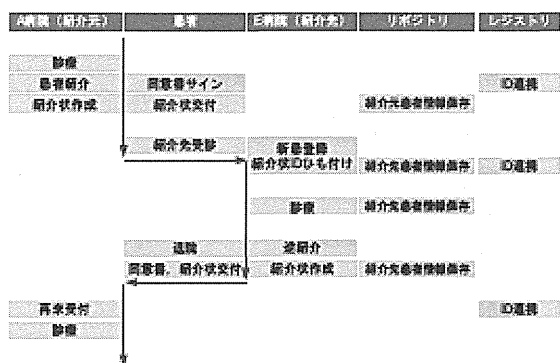 A病院（紹介元） 患者 E病院（紹介先） リポジトリ レジストリ
診療
患者紹介 同意書サイン ID連携
紹介状作成 紹介状交付 紹介元患者情報保存
紹介先受診 新患登録
紹介状IDひも付け 紹介先患者情報保存 ID連携
診療 紹介先患者情報保存
退院 逆紹介
同意書，紹介状交付 紹介状作成 紹介先患者情報保存
再来受付 ID連携
診療